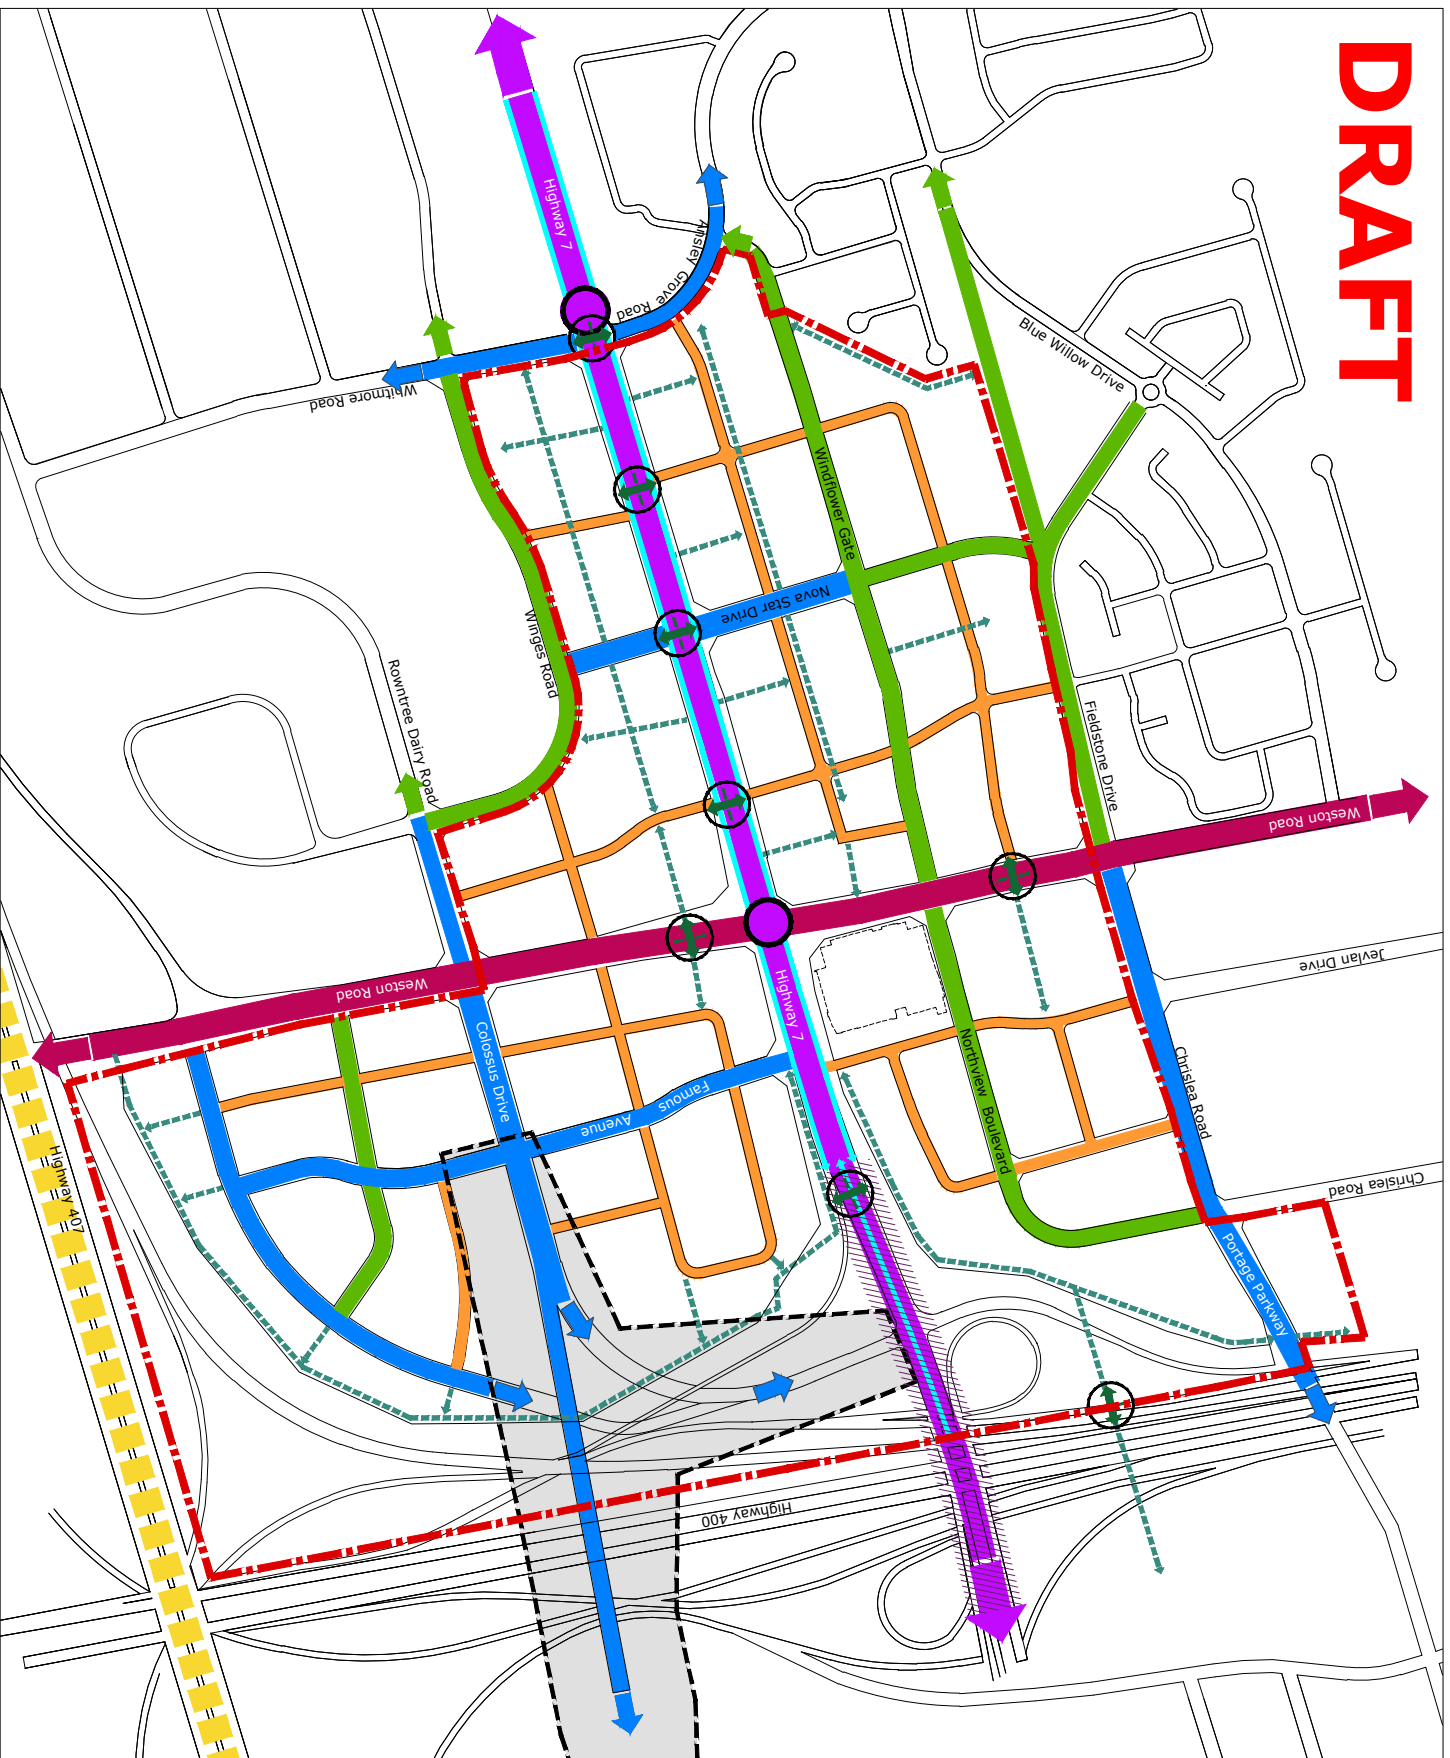 DRAFT
Highway 7
Ansley Grove Road
Whitmore Road
Blue Willow Drive
Windflower Gate
Nova Star Drive
Winges Road
Rowntree Dairy Road
Fieldstone Drive
Weston Road
Weston Road
Highway 7
Jevlan Drive
Colossus Drive
Northview Boulevard
Chrislea Road
Famous Avenue
Highway 407
Chrislea Road
Portage Parkway
Highway 400